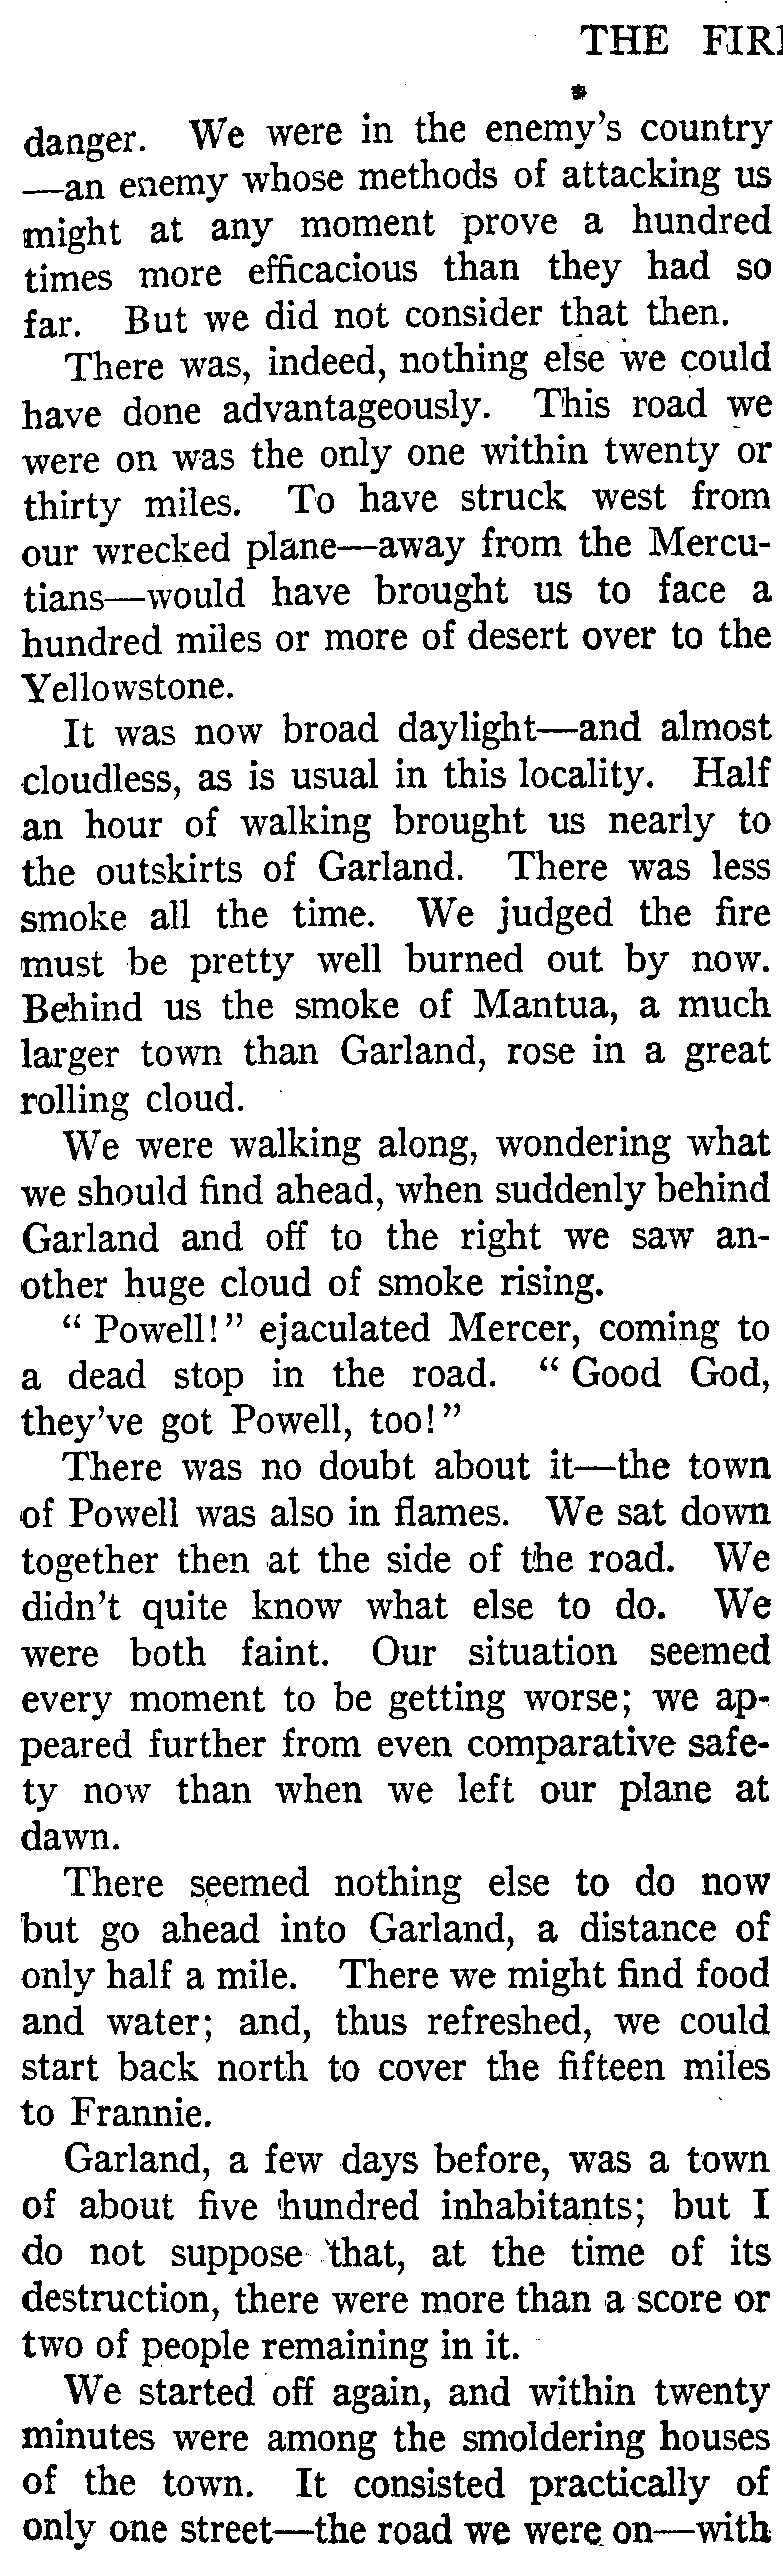 THE FIR
danger. We were in the enemy's country
—an enemy whose methods of attacking us
might at any moment prove a hundred
times more efficacious than they had so
far. But we did not consider that then.
There was, indeed, nothing else we could
have done advantageously. This road we
were on was the only one within twenty or
thirty miles. To have struck west from
our wrecked plane—away from the Mercu-
tians—would have brought us to face a
hundred miles or more of desert over to the
Yellowstone.
It was now broad daylight—and almost
cloudless, as is usual in this locality. Half
an hour of walking brought us nearly to
the outskirts of Garland. There was less
smoke all the time. We judged the fire
must be pretty well burned out by now.
Behind us the smoke of Mantua, a much
larger town than Garland, rose in a great
rolling cloud.
We were walking along, wondering what
we should find ahead, when suddenly behind
Garland and off to the right we saw an-
other huge cloud of smoke rising.
" Powell!" ejaculated Mercer, coming to
a dead stop in the road. " Good God,
they've got Powell, too!"
There was no doubt about it—the town
of Powell was also in flames. We sat down
together then at the side of the road. We
didn't quite know what else to do. We
were both faint. Our situation seemed
every moment to be getting worse; we ap-
peared further from even comparative safe-
ty now than when we left our plane at
dawn.
There seemed nothing else to do now
but go ahead into Garland, a distance of
only half a mile. There we might find food
and water; and, thus refreshed, we could
start back north to cover the fifteen miles
to Frannie.
Garland, a few days before, was a town
of about five hundred inhabitants; but I
do not suppose that, at the time of its
destruction, there were more than a score or
two of people remaining in it.
We started off again, and within twenty
minutes were among the smoldering houses
of the town. It consisted practically of
only one street—the road we were on—with